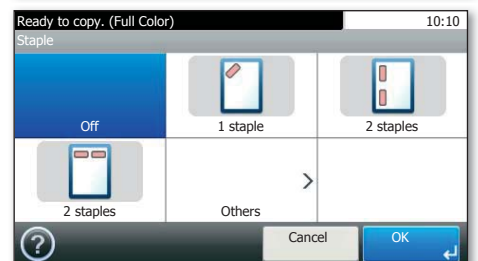 Ready to copy. (Full Color) 10:10
Staple
Off 1 staple 2 staples
2 staples Others >
? Cancel OK